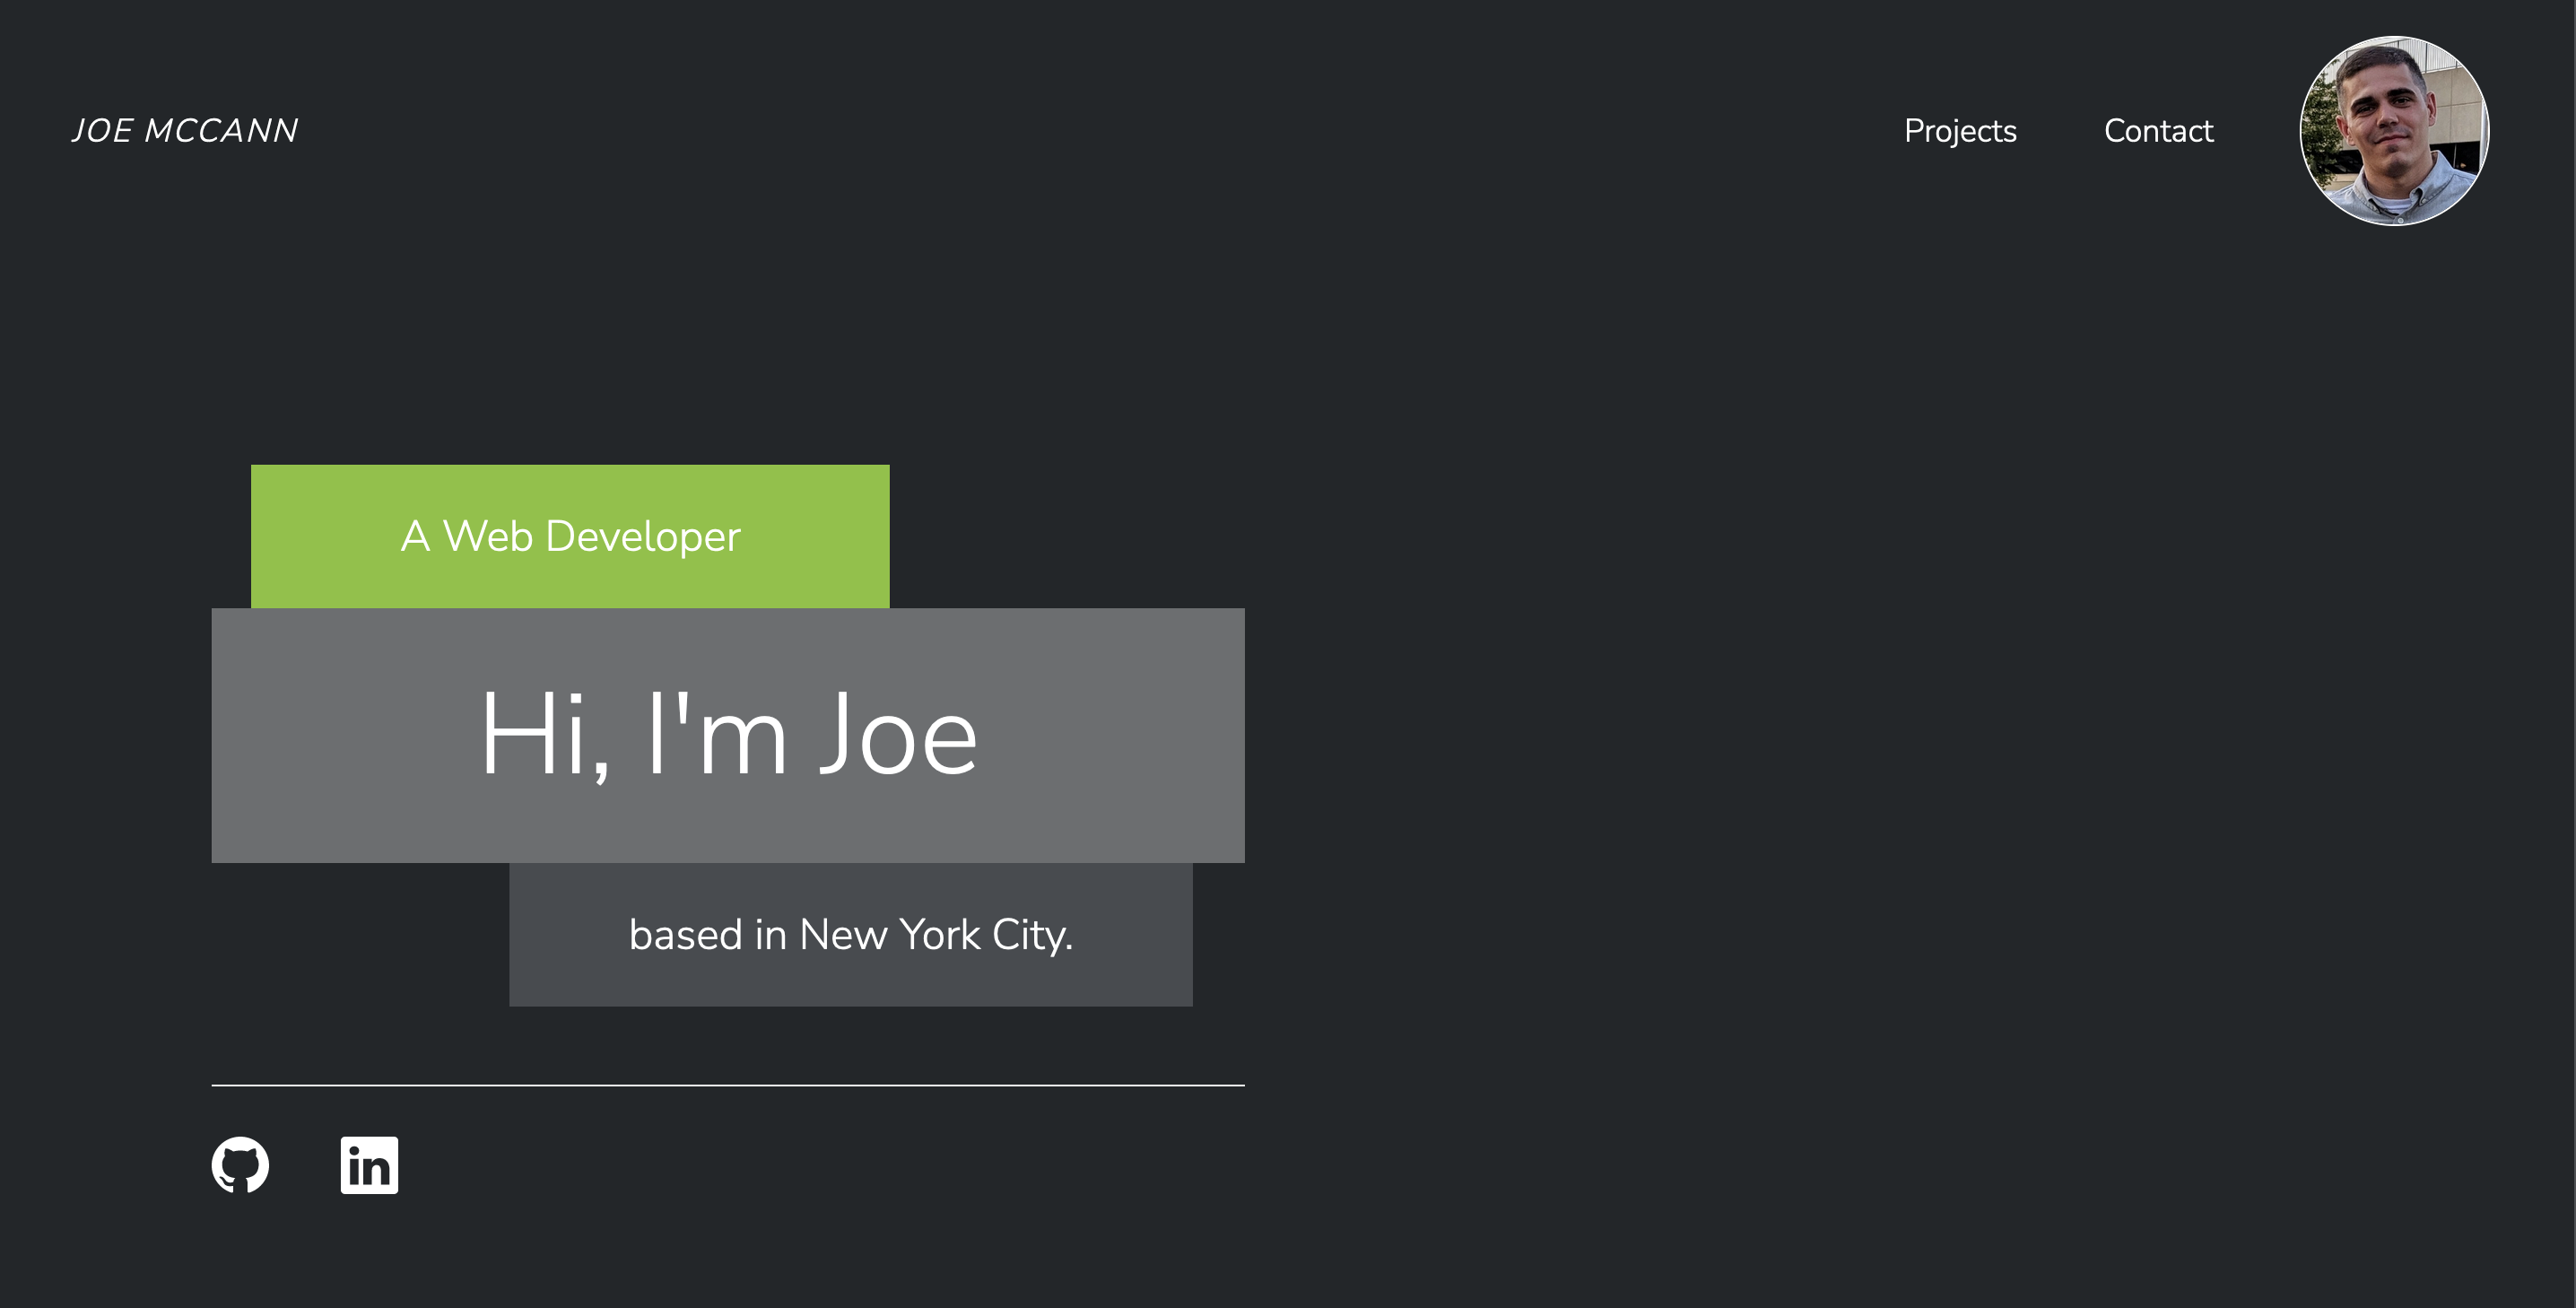 JOE MCCANN
Projects
Contact
A Web Developer
Hi, I'm Joe
based in New York City.
in